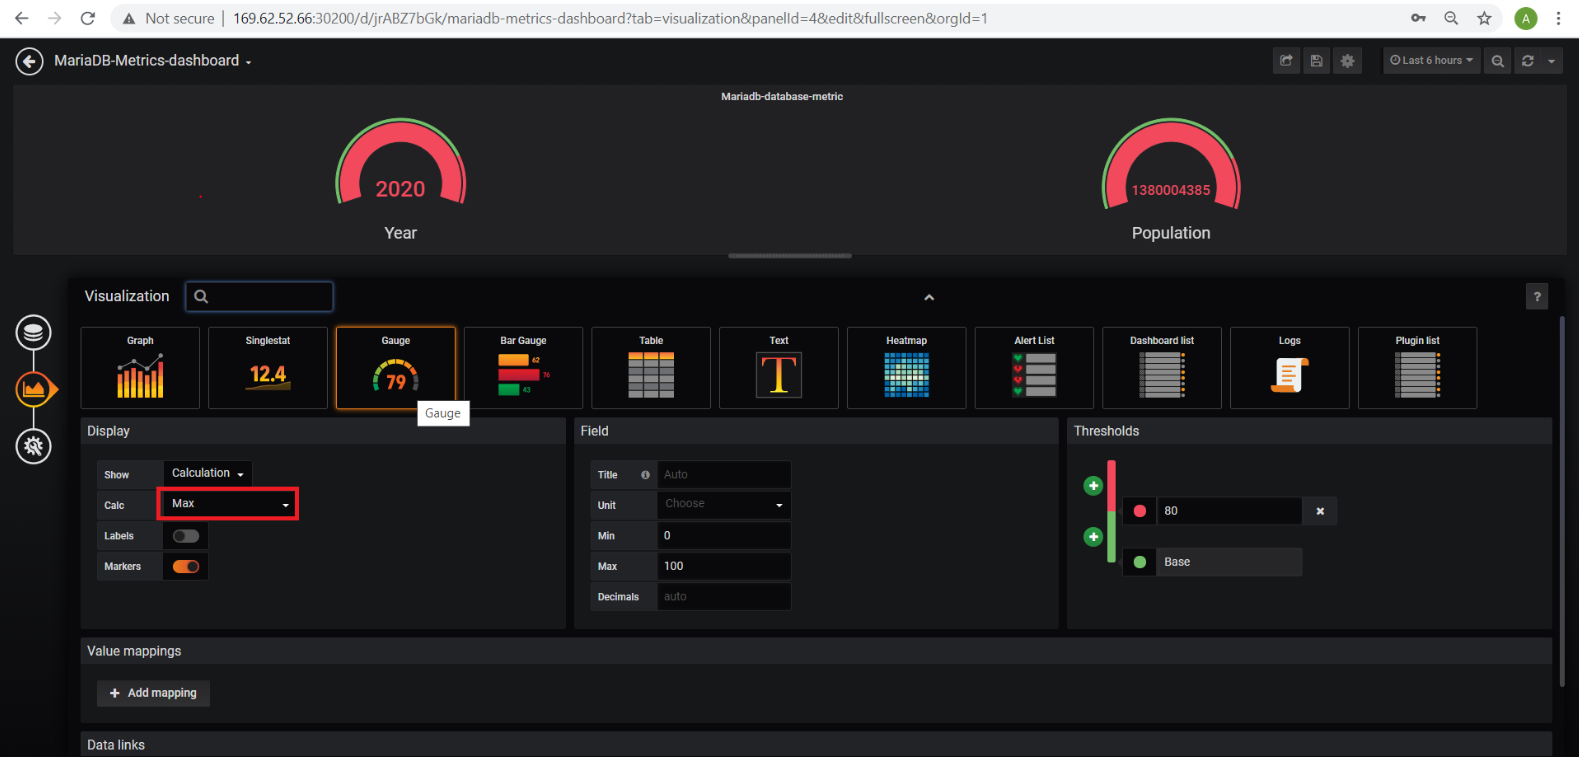 Not secure | 169.62.52.66:30200/d/jrABZ7bGk/mariadb-metrics-dashboard?tab=visualization&panelId=4&edit&fullscreen&orgId=1
A
MariaDB-Metrics-dashboard
Last 6 hours
Mariadb-database-metric
2020
1380004385
Year
Population
Visualization
?
Graph
Singlestat
Gauge
Bar Gauge
Table
Text
Heatmap
Alert List
Dashboard list
Logs
Plugin list
12.4
79
62
76
43
T
Gauge
Display
Field
Thresholds
Show
Calculation
Title
Auto
Calc
Max
Unit
Choose
80
Labels
Min
0
Markers
Max
100
Base
Decimals
auto
Value mappings
+ Add mapping
Data links